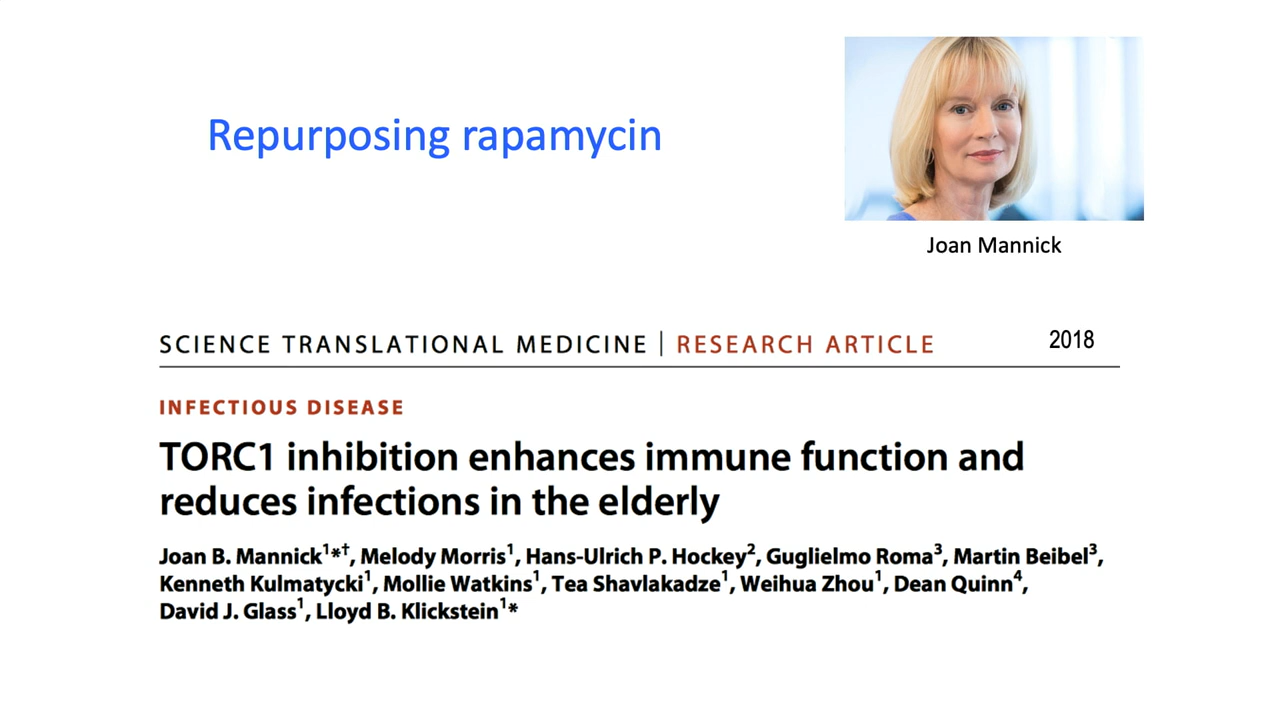 Repurposing rapamycin
Joan Mannick
SCIENCE TRANSLATIONAL MEDICINE | RESEARCH ARTICLE 2018
INFECTIOUS DISEASE
TORC1 inhibition enhances immune function and
reduces infections in the elderly
Joan B. Mannick¹*†, Melody Morris¹, Hans-Ulrich P. Hockey², Guglielmo Roma³, Martin Beibel³,
Kenneth Kulmatycki¹, Mollie Watkins¹, Tea Shavlakadze¹, Weihua Zhou¹, Dean Quinn⁴,
David J. Glass¹, Lloyd B. Klickstein¹*